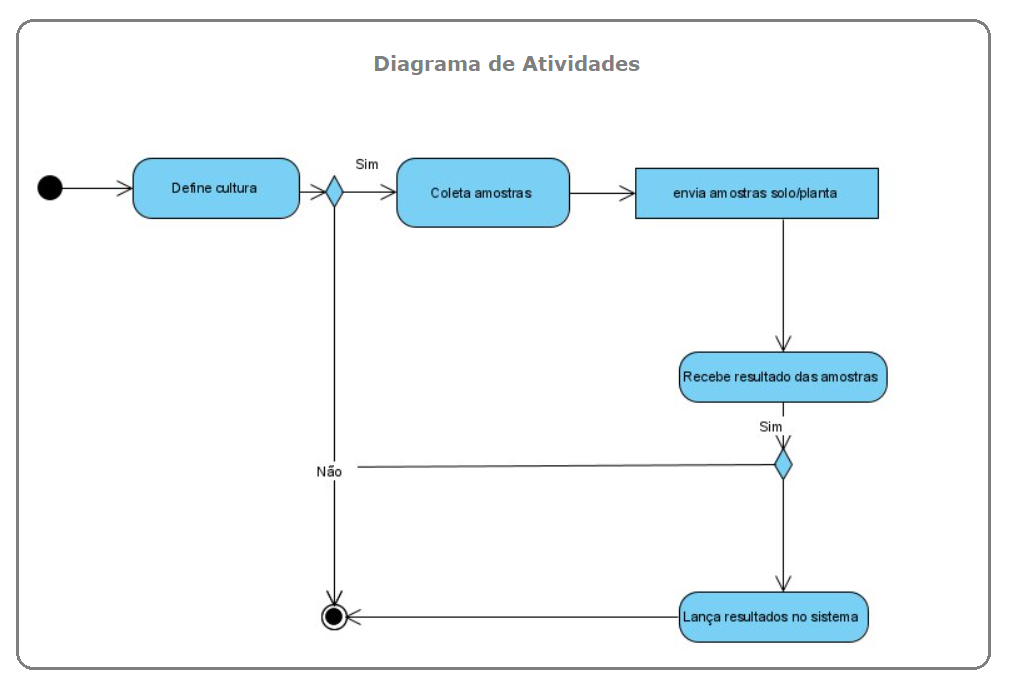 Diagrama de Atividades
Sim
Define cultura
Coleta amostras
envia amostras solo/planta
Recebe resultado das amostras
Sim
Não
Lança resultados no sistema